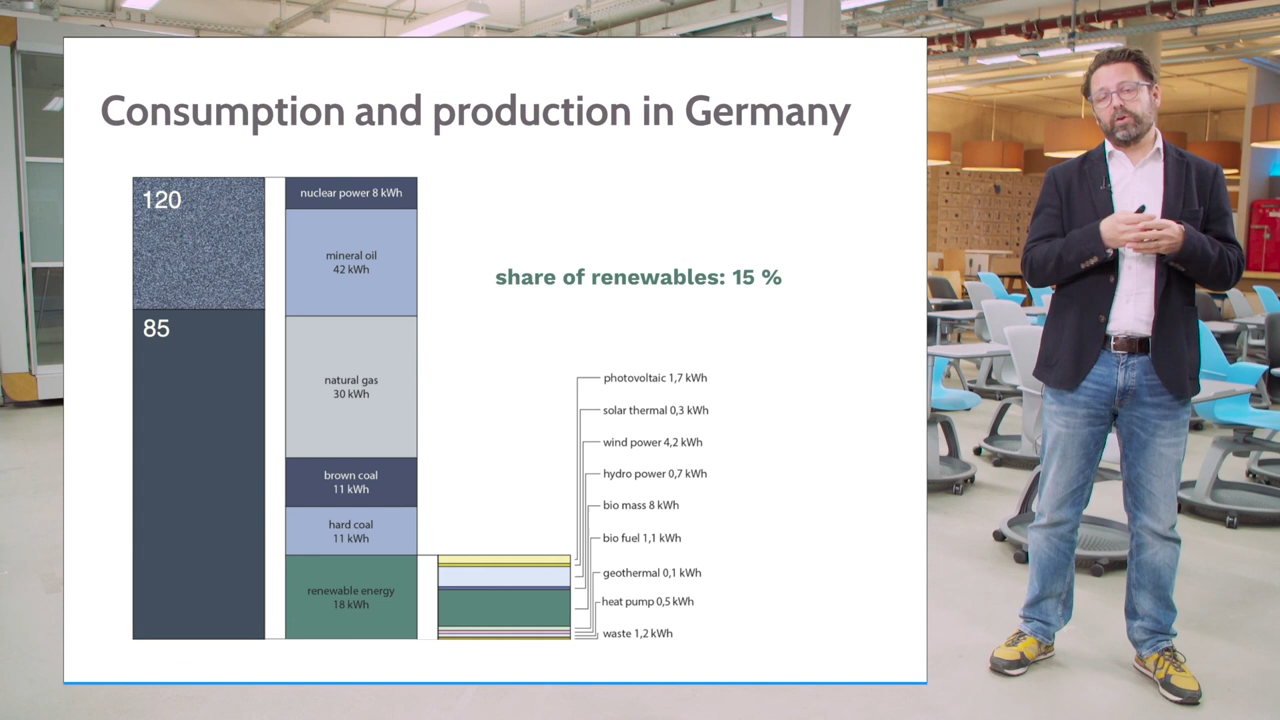 Consumption and production in Germany
120
85
nuclear power 8 kWh
mineral oil
42 kWh
natural gas
30 kWh
brown coal
11 kWh
hard coal
11 kWh
renewable energy
18 kWh
share of renewables: 15 %
photovoltaic 1,7 kWh
solar thermal 0,3 kWh
wind power 4,2 kWh
hydro power 0,7 kWh
bio mass 8 kWh
bio fuel 1,1 kWh
geothermal 0,1 kWh
heat pump 0,5 kWh
waste 1,2 kWh